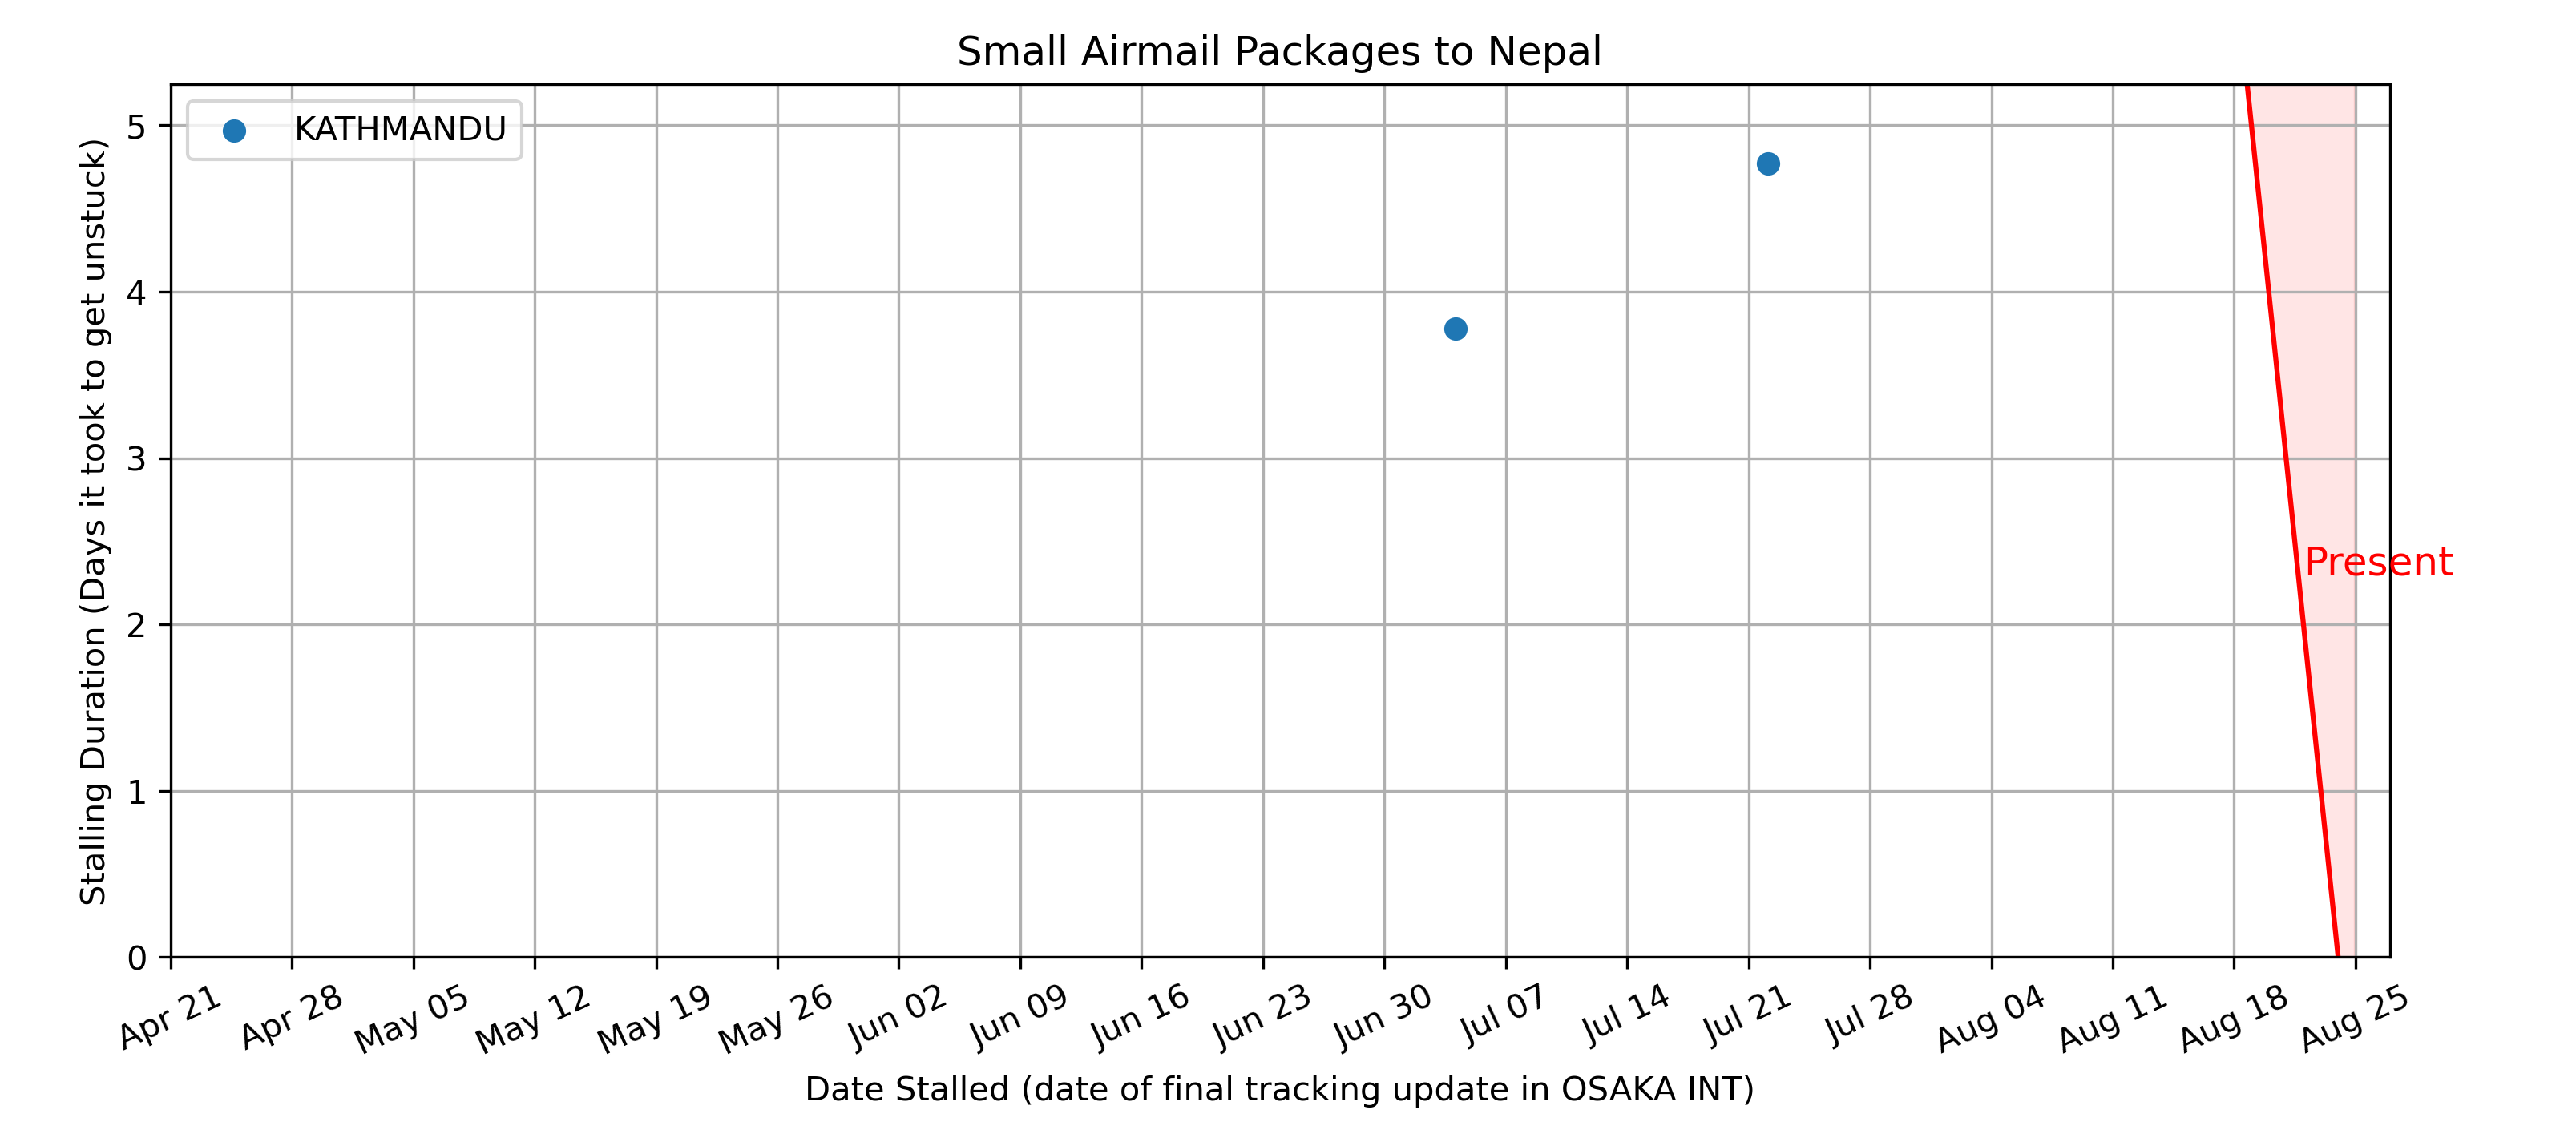 Small Airmail Packages to Nepal
KATHMANDU
Stalling Duration (Days it took to get unstuck)
5
4
3
2
1
0
Present
Apr 21
Apr 28
May 05
May 12
May 19
May 26
Jun 02
Jun 09
Jun 16
Jun 23
Jun 30
Jul 07
Jul 14
Jul 21
Jul 28
Aug 04
Aug 11
Aug 18
Aug 25
Date Stalled (date of final tracking update in OSAKA INT)